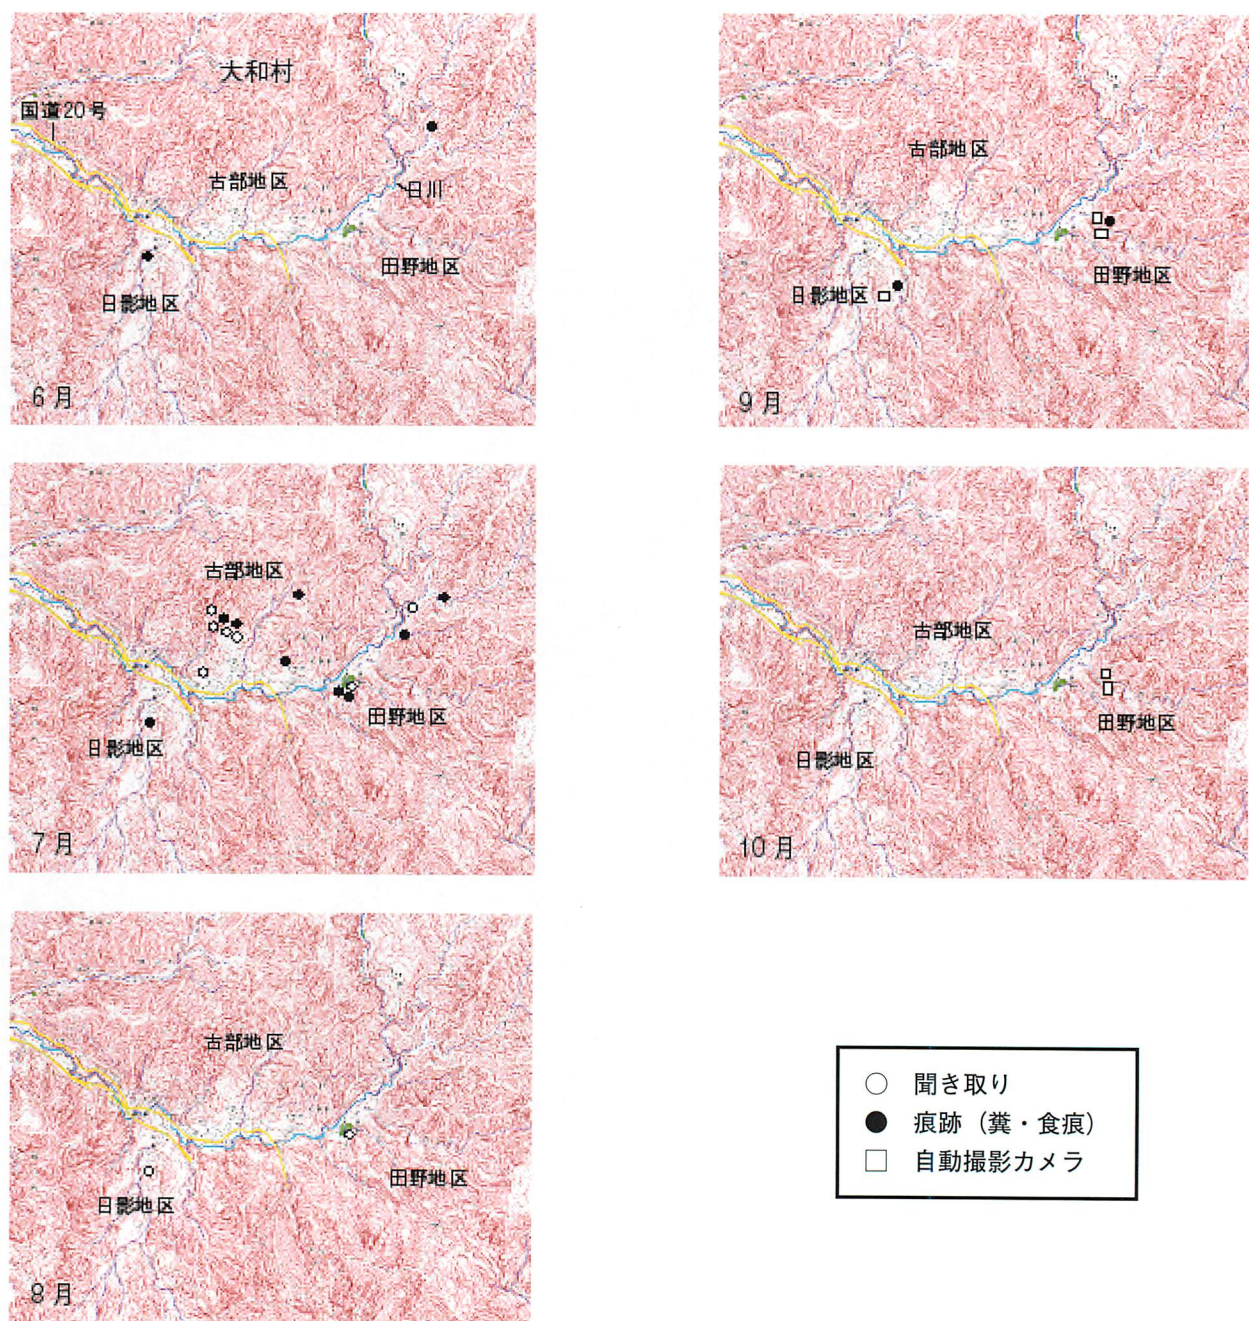 大和村
国道20号
古部地区
日川
田野地区
日影地区
6月
古部地区
田野地区
日影地区
9月
古部地区
田野地区
日影地区
7月
古部地区
田野地区
日影地区
10月
古部地区
田野地区
日影地区
8月
○ 聞き取り
● 痕跡（糞・食痕）
□ 自動撮影カメラ